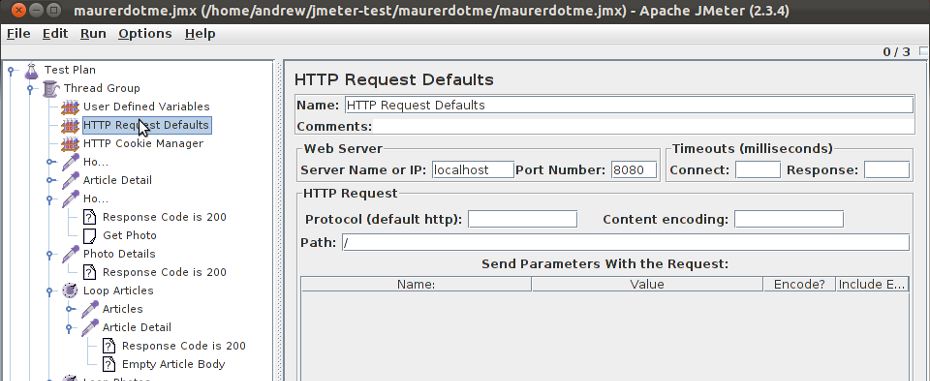 maurerdotme.jmx (/home/andrew/jmeter-test/maurerdotme/maurerdotme.jmx) - Apache JMeter (2.3.4)
File Edit Run Options Help
0 / 3
Test Plan
Thread Group
User Defined Variables
HTTP Request Defaults
HTTP Cookie Manager
Ho...
Article Detail
Ho...
Response Code is 200
Get Photo
Photo Details
Response Code is 200
Loop Articles
Articles
Article Detail
Response Code is 200
Empty Article Body
HTTP Request Defaults
Name: HTTP Request Defaults
Comments:
Web Server
Server Name or IP: localhost Port Number: 8080
Timeouts (milliseconds)
Connect: Response:
HTTP Request
Protocol (default http): Content encoding:
Path: /
Send Parameters With the Request:
Name: Value Encode? Include E...